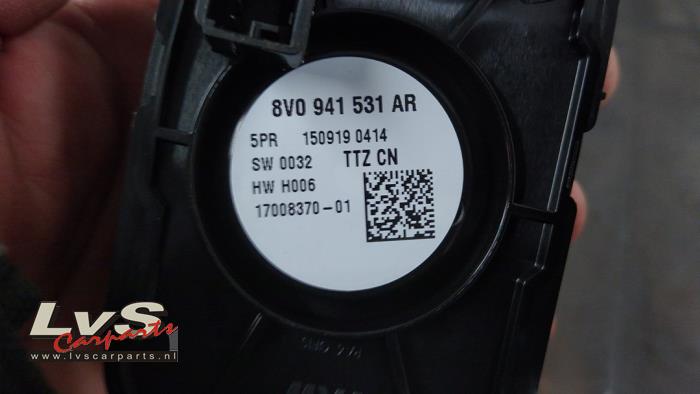 8V0 941 531 AR
5PR 150919 0414
SW 0032 TTZ CN
HW H006
17008370-01
LvS
Carparts
www.lvscarparts.nl